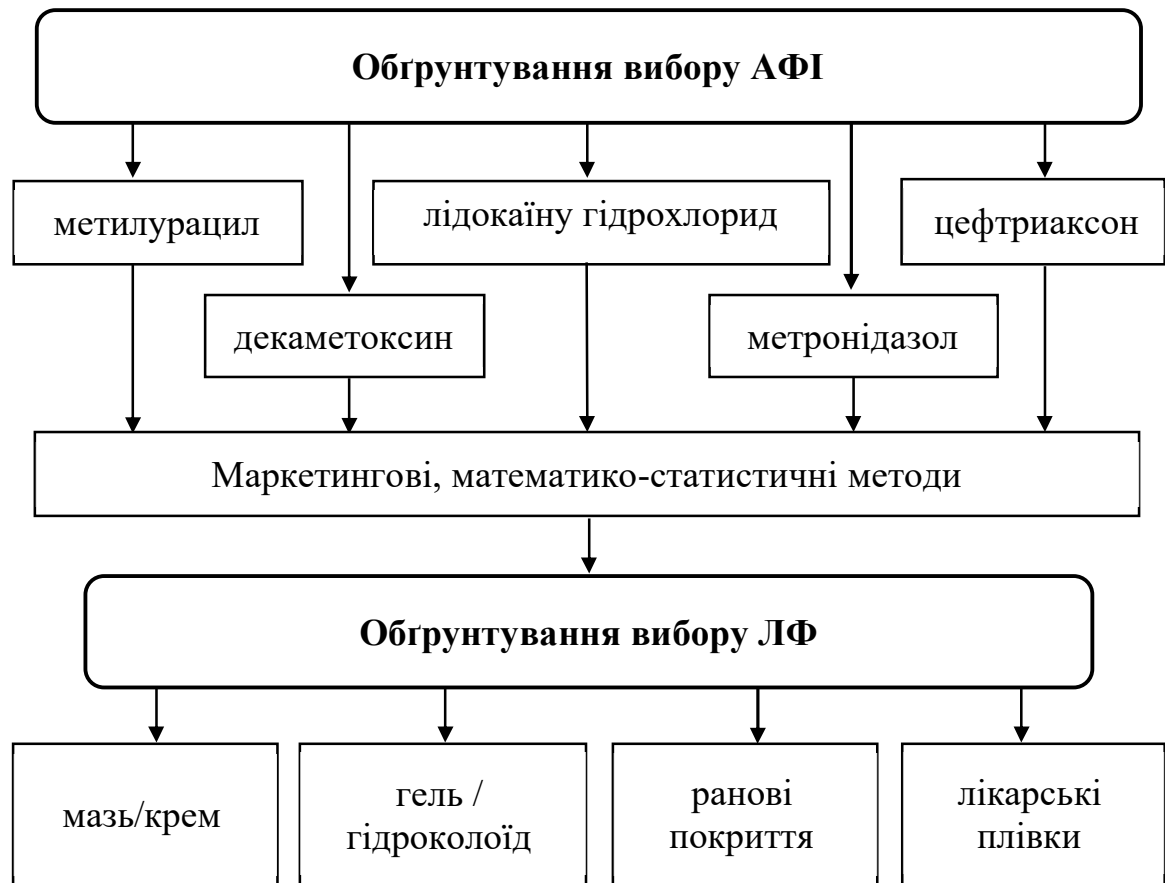 Обґрунтування вибору АФІ
метилурацил
лідокаїну гідрохлорид
цефтриаксон
декаметоксин
метронідазол
Маркетингові, математико-статистичні методи
Обґрунтування вибору ЛФ
мазь/крем
гель /
гідроколоїд
ранові
покриття
лікарські
плівки